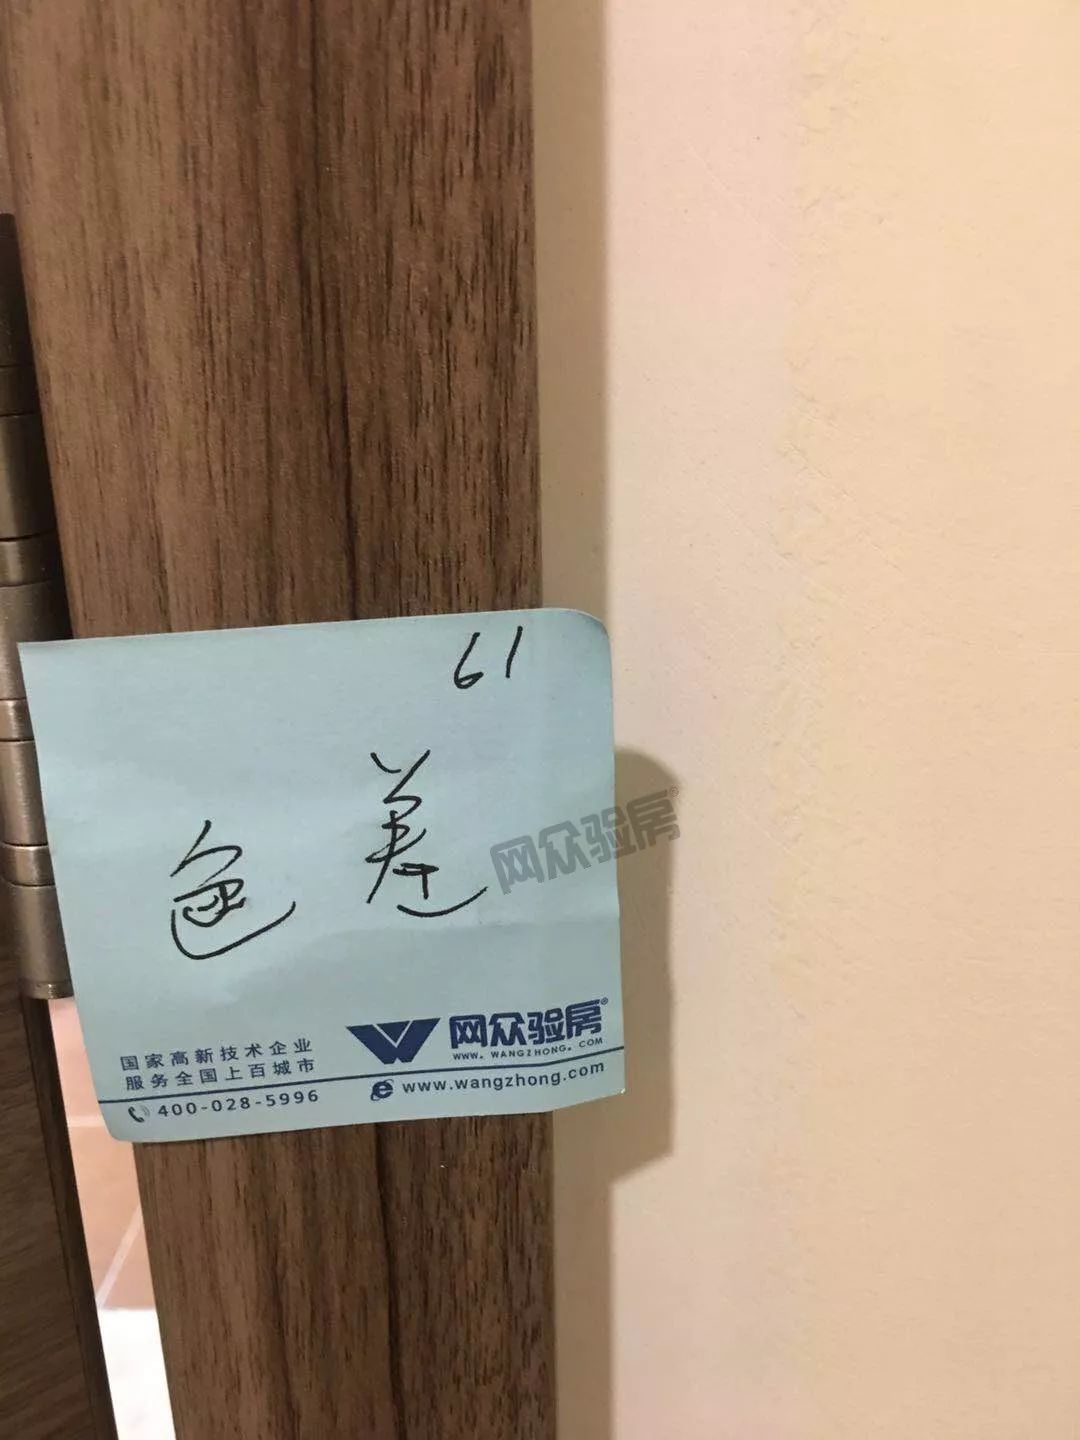 61
色差
网众验房®
网众验房®
WWW. WANGZHONG. COM
国家高新技术企业
服务全国上百城市
400-028-5996
www.wangzhong.com